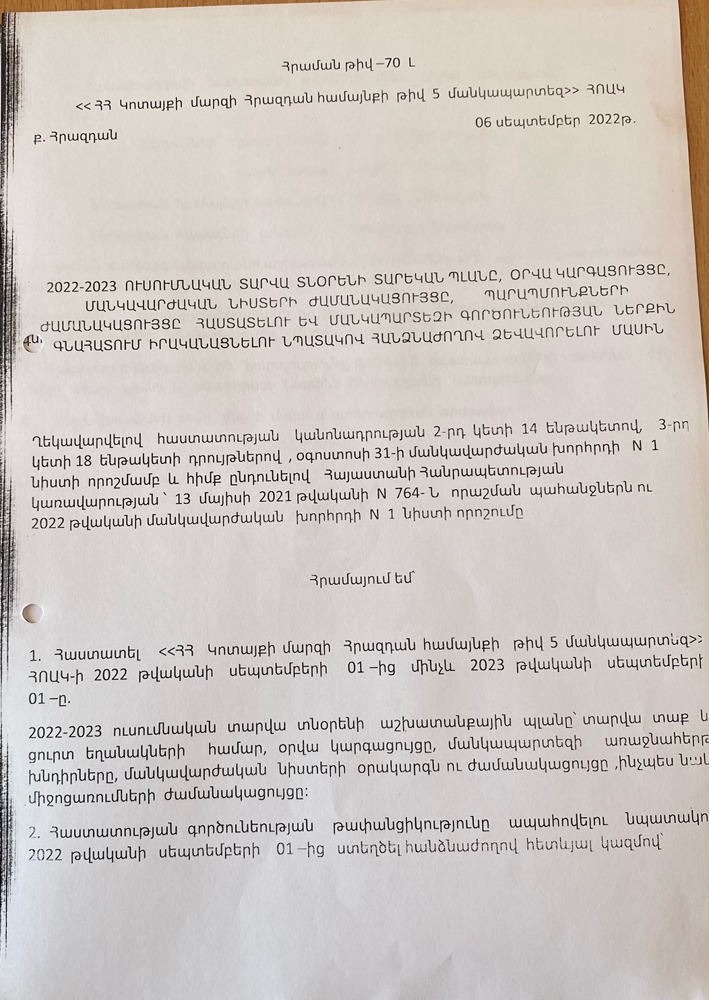 Հրաման թիվ –70 Լ
<< ՀՀ Կոտայքի մարզի Հրազդան համայնքի թիվ 5 մանկապարտեզ>> ՀՈԱԿ
06 սեպտեմբեր 2022թ.
ք. Հրազդան
2022-2023 ՈՒՍՈՒՄՆԱԿԱՆ ՏԱՐՎԱ ՏՆՕՐԵՆԻ ՏԱՐԵԿԱՆ ՊԼԱՆԸ, ՕՐՎԱ ԿԱՐԳԱՑՈՒՅՑԸ,
ՄԱՆԿԱՎԱՐԺԱԿԱՆ ՆԻՍՏԵՐԻ ԺԱՄԱՆԱԿԱՑՈՒՅՑԸ, ՊԱՐԱՊՄՈՒՆՔՆԵՐԻ
ԺԱՄԱՆԱԿԱՑՈՒՅՑԸ ՀԱՍՏԱՏԵԼՈՒ ԵՎ ՄԱՆԿԱՊԱՐՏԵԶԻ ԳՈՐԾՈՒՆԵՈՒԹՅԱՆ ՆԵՐՔԻՆ
ԳՆԱՀԱՏՈՒՄ ԻՐԱԿԱՆԱՑՆԵԼՈՒ ՆՊԱՏԱԿՈՎ ՀԱՆՁՆԱԺՈՂՈՎ ՁԵՎԱՎՈՐԵԼՈՒ ՄԱՍԻՆ
Ղեկավարվելով հաստատության կանոնադրության 2-րդ կետի 14 ենթակետով, 3-րդ
կետի 18 ենթակետի դրույթներով , օգոստոսի 31-ի մանկավարժական խորհրդի N 1
նիստի որոշմամբ և հիմք ընդունելով Հայաստանի Հանրապետության
կառավարության՝ 13 մայիսի 2021 թվականի N 764- Ն որաշման պահանջներն ու
2022 թվականի մանկավարժական խորհրդի N 1 նիստի որոշումը
Հրամայում եմ՝
1. Հաստատել <<ՀՀ Կոտայքի մարզի Հրազդան համայնքի թիվ 5 մանկապարտեզ>>
ՀՈԱԿ-ի 2022 թվականի սեպտեմբերի 01 –ից մինչև 2023 թվականի սեպտեմբերի
01 –ը.
2022-2023 ուսումնական տարվա տնօրենի աշխատանքային պլանը՝ տարվա տաք և
ցուրտ եղանակների համար, օրվա կարգացույցը, մանկապարտեզի առաջնահերթ
խնդիրները, մանկավարժական նիստերի օրակարգն ու ժամանակացույցը ,ինչպես նաև
միջոցառումների ժամանակացույցը:
2. Հաստատության գործունեության թափանցիկությունը ապահովելու նպատակո
2022 թվականի սեպտեմբերի 01 –ից ստեղծել հանձնաժողով հետևյալ կազմով՝